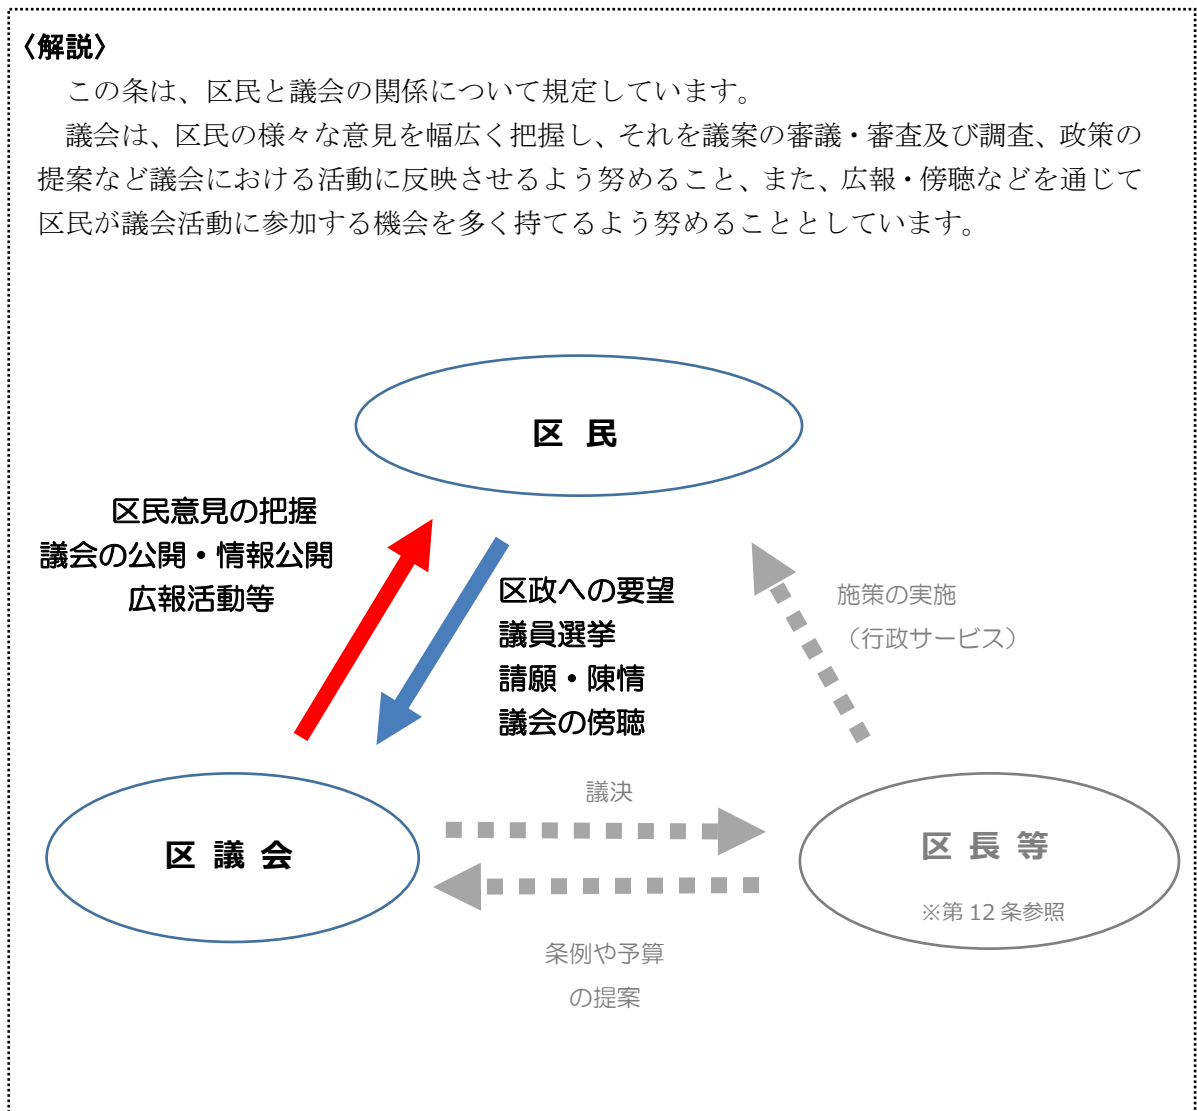 〈解説〉
この条は、区民と議会の関係について規定しています。
議会は、区民の様々な意見を幅広く把握し、それを議案の審議・審査及び調査、政策の
提案など議会における活動に反映させるよう努めること、また、広報・傍聴などを通じて
区民が議会活動に参加する機会を多く持てるよう努めることとしています。
区 民
区民意見の把握
議会の公開・情報公開
広報活動等
区政への要望
議員選挙
請願・陳情
議会の傍聴
施策の実施
（行政サービス）
区 議 会
議決
条例や予算
の提案
区 長 等
※第 12 条参照